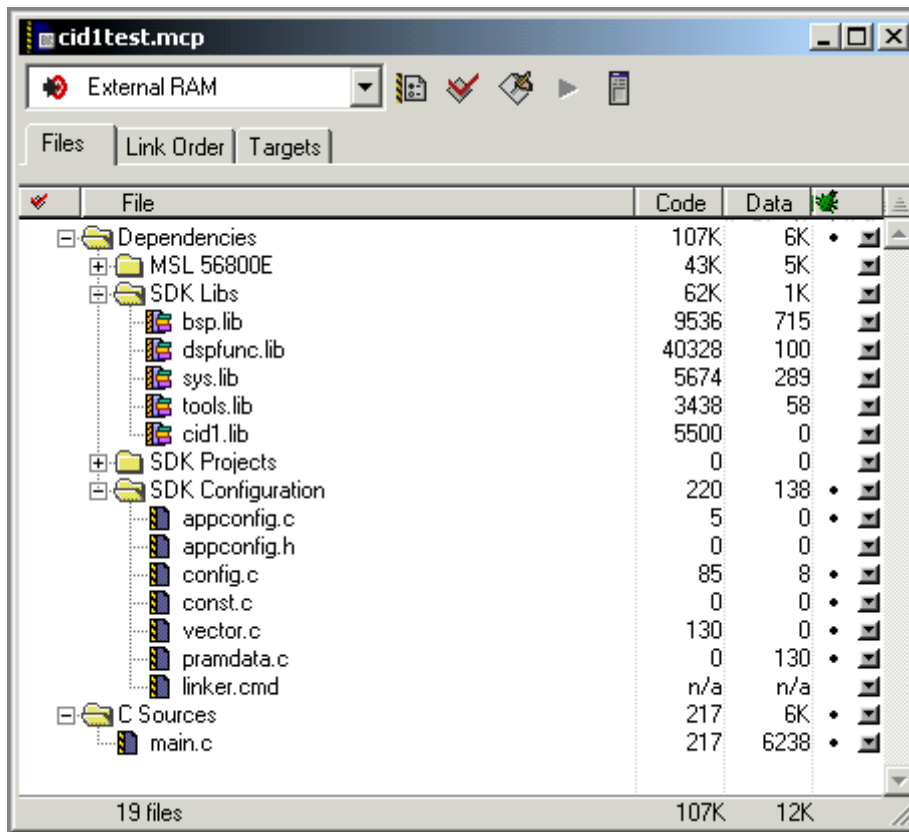 cid1test.mcp
External RAM
Files Link Order Targets
File Code Data
Dependencies 107K 6K
MSL 56800E 43K 5K
SDK Libs 62K 1K
bsp.lib 9536 715
dspfunc.lib 40328 100
sys.lib 5674 289
tools.lib 3438 58
cid1.lib 5500 0
SDK Projects 0 0
SDK Configuration 220 138
appconfig.c 5 0
appconfig.h 0 0
config.c 85 8
const.c 0 0
vector.c 130 0
pramdata.c 0 130
linker.cmd n/a n/a
C Sources 217 6K
main.c 217 6238
19 files 107K 12K